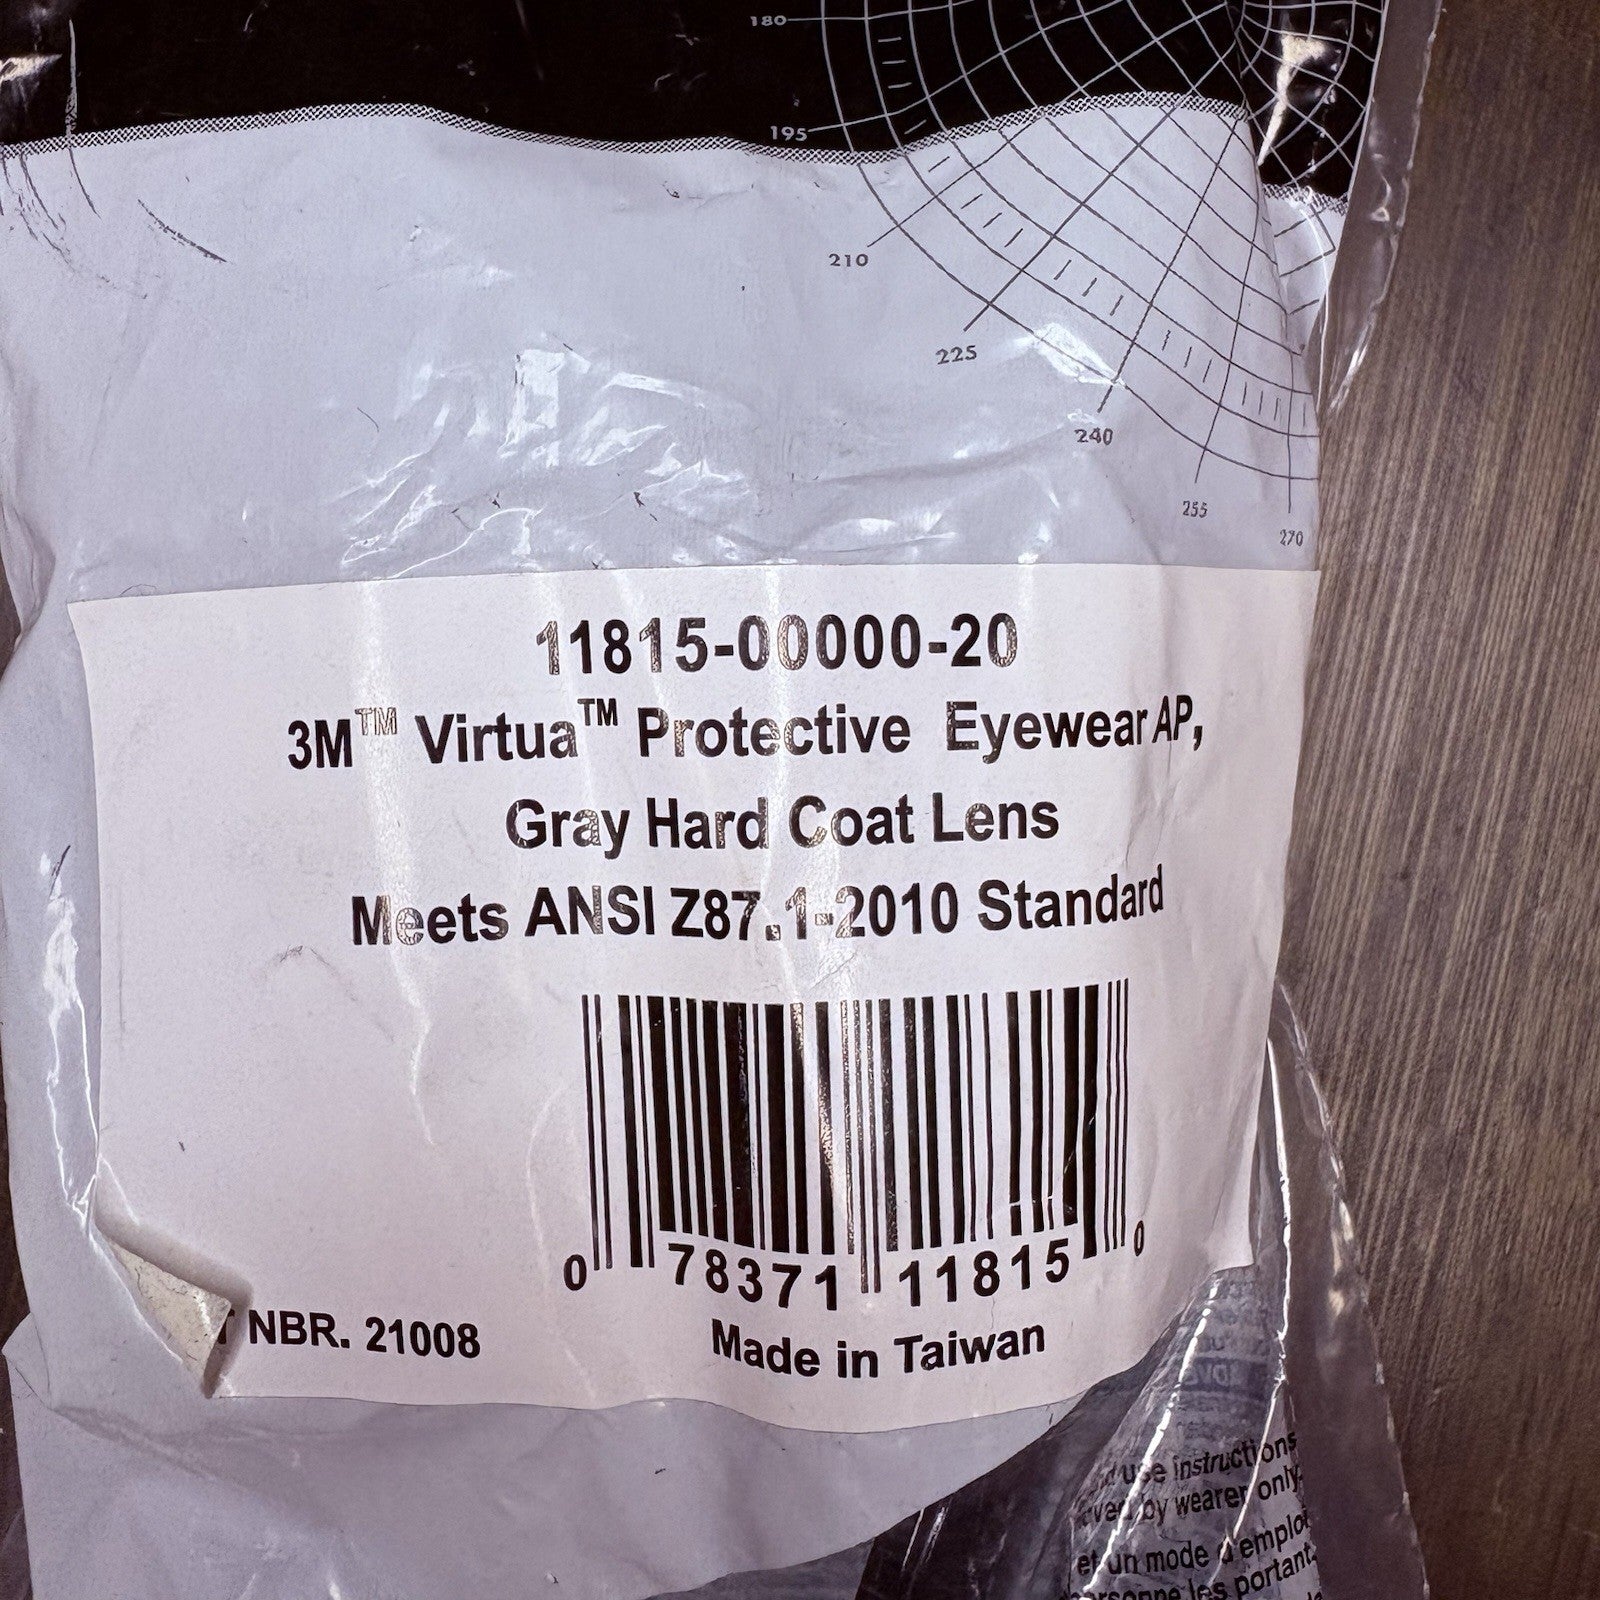 180
195
210
225
240
255
270
11815-00000-20
3M™ Virtua™ Protective Eyewear AP,
Gray Hard Coat Lens
Meets ANSI Z87.1-2010 Standard
0 78371 11815 0
T NBR. 21008
Made in Taiwan
use instructions
by wearer only.
et un mode d'emploi
les portant.